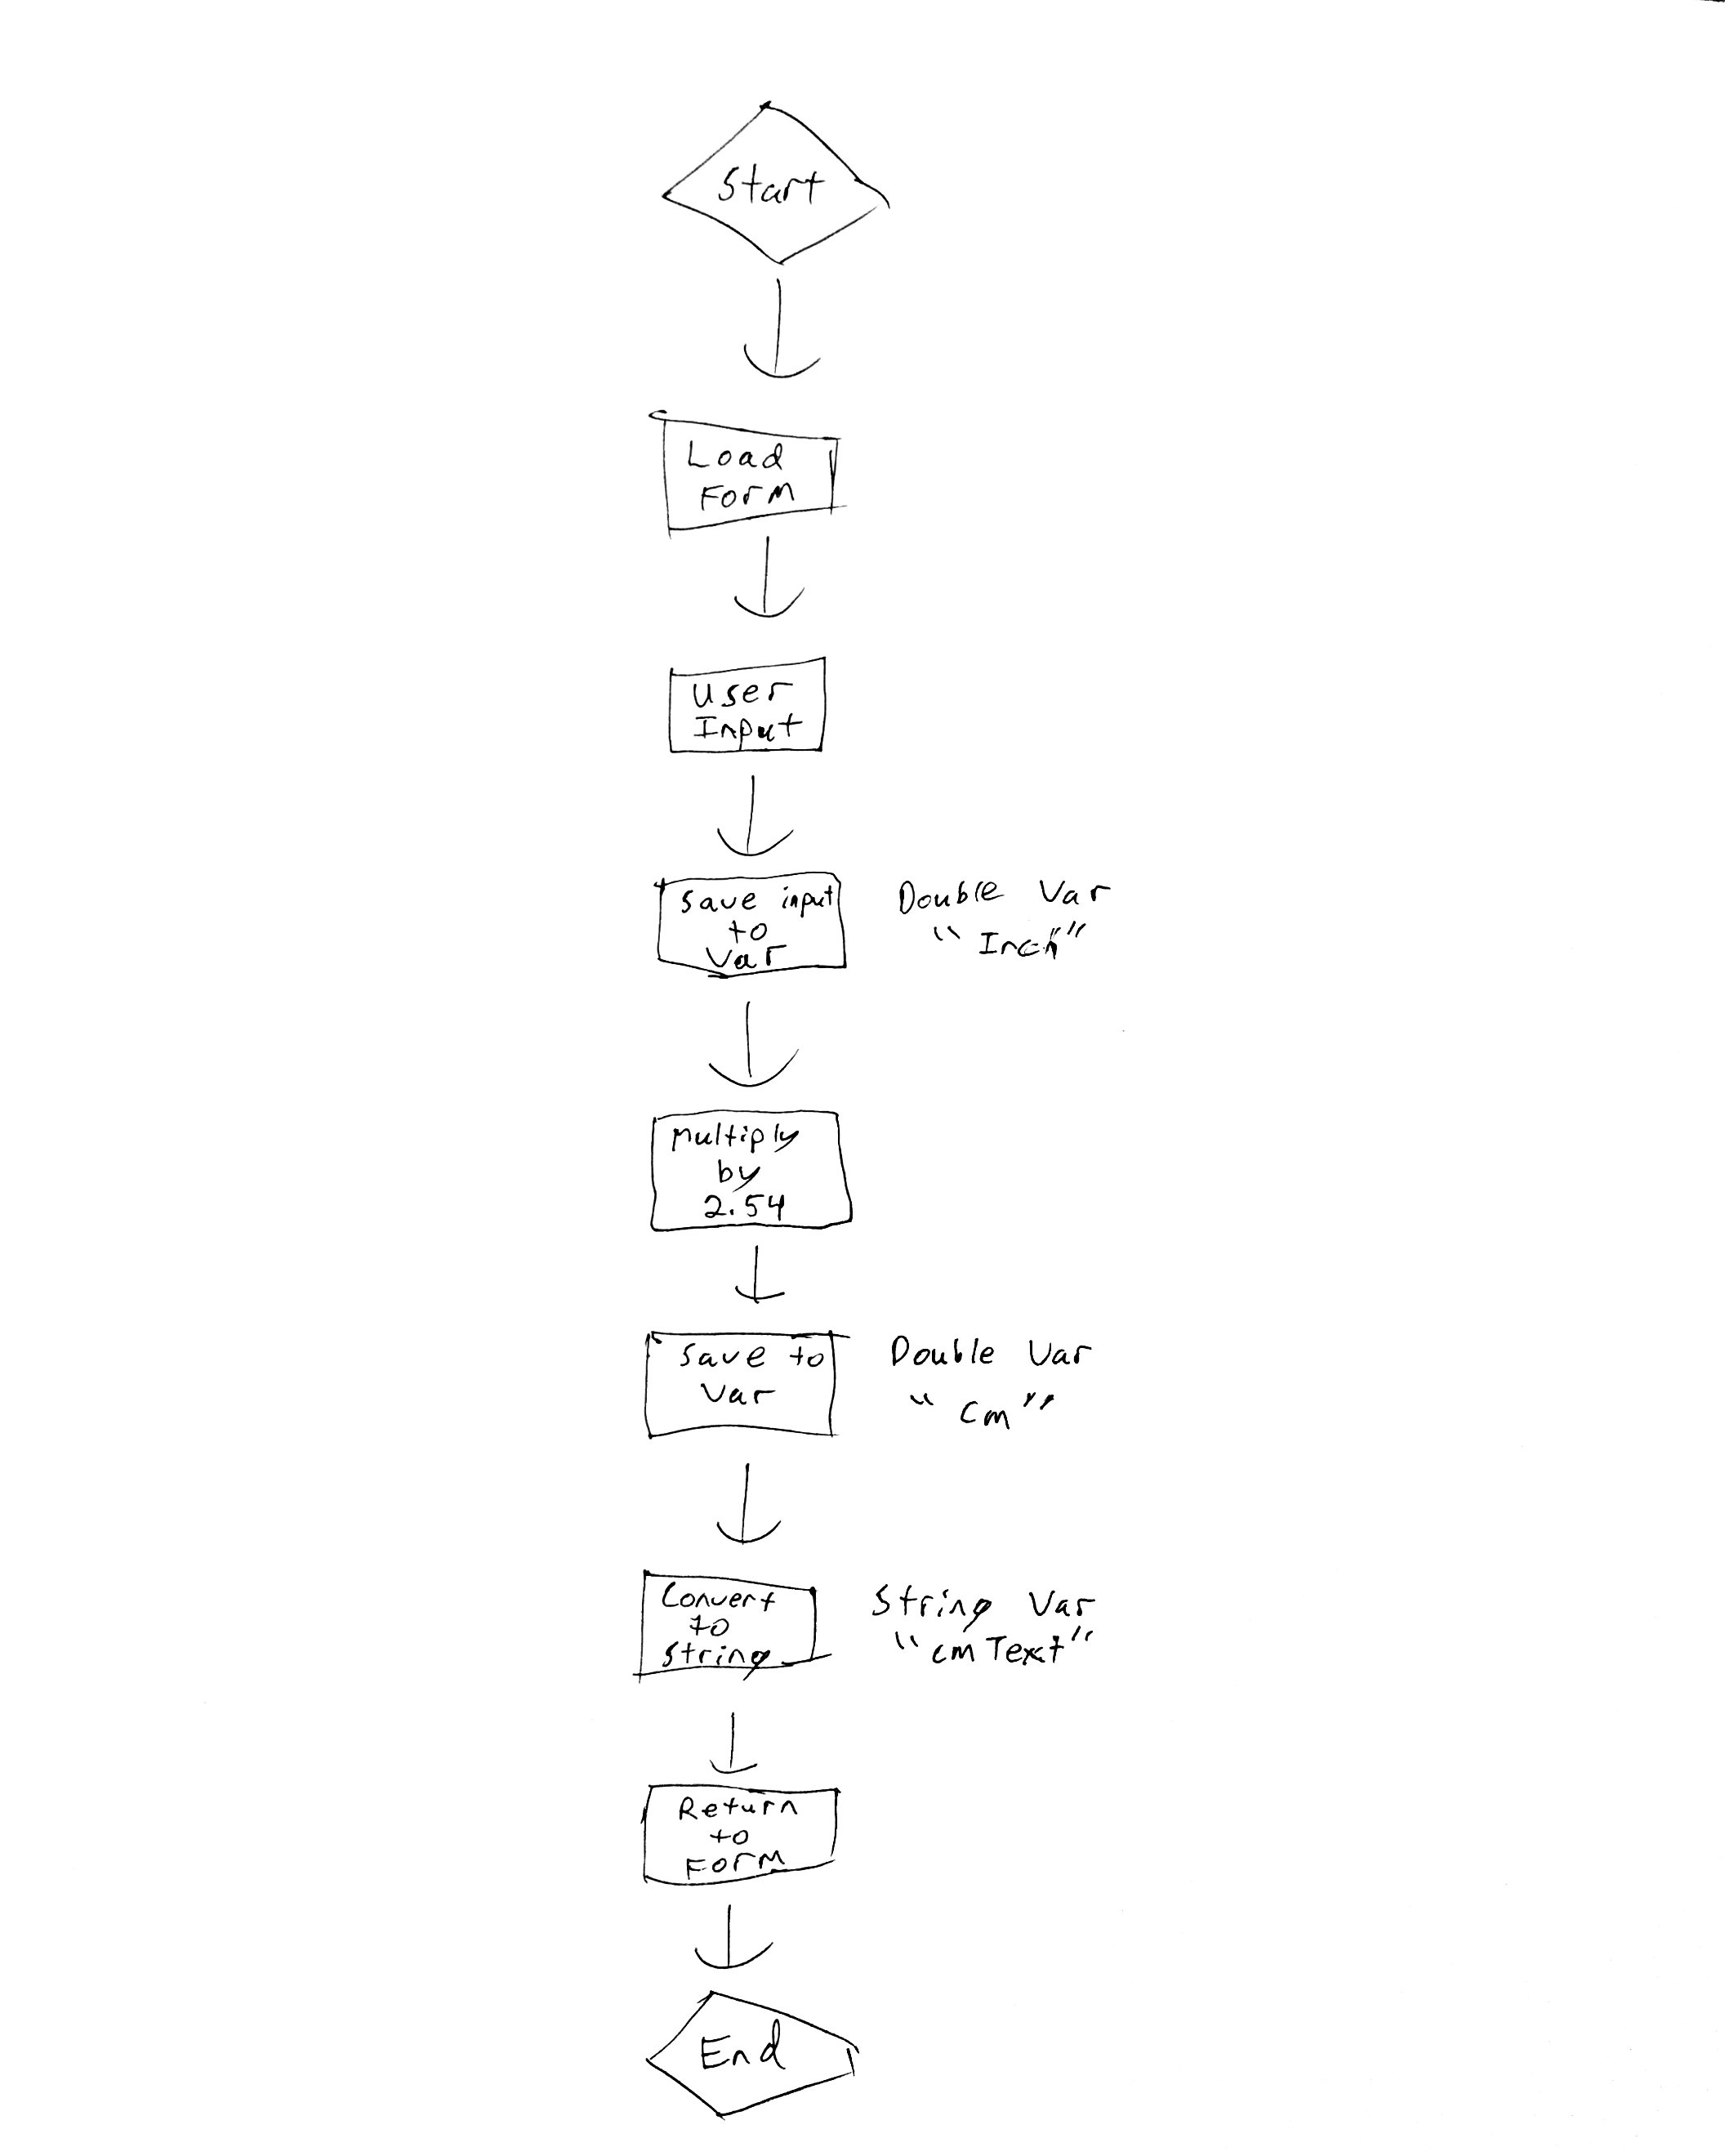 Start
Load
Form
User
Input
Save input
to
Var
Double Var
"Inch"
Multiply
by
2.54
Save to
Var
Double Var
"Cm"
Convert
to
String
String Var
"cmText"
Return
to
Form
End